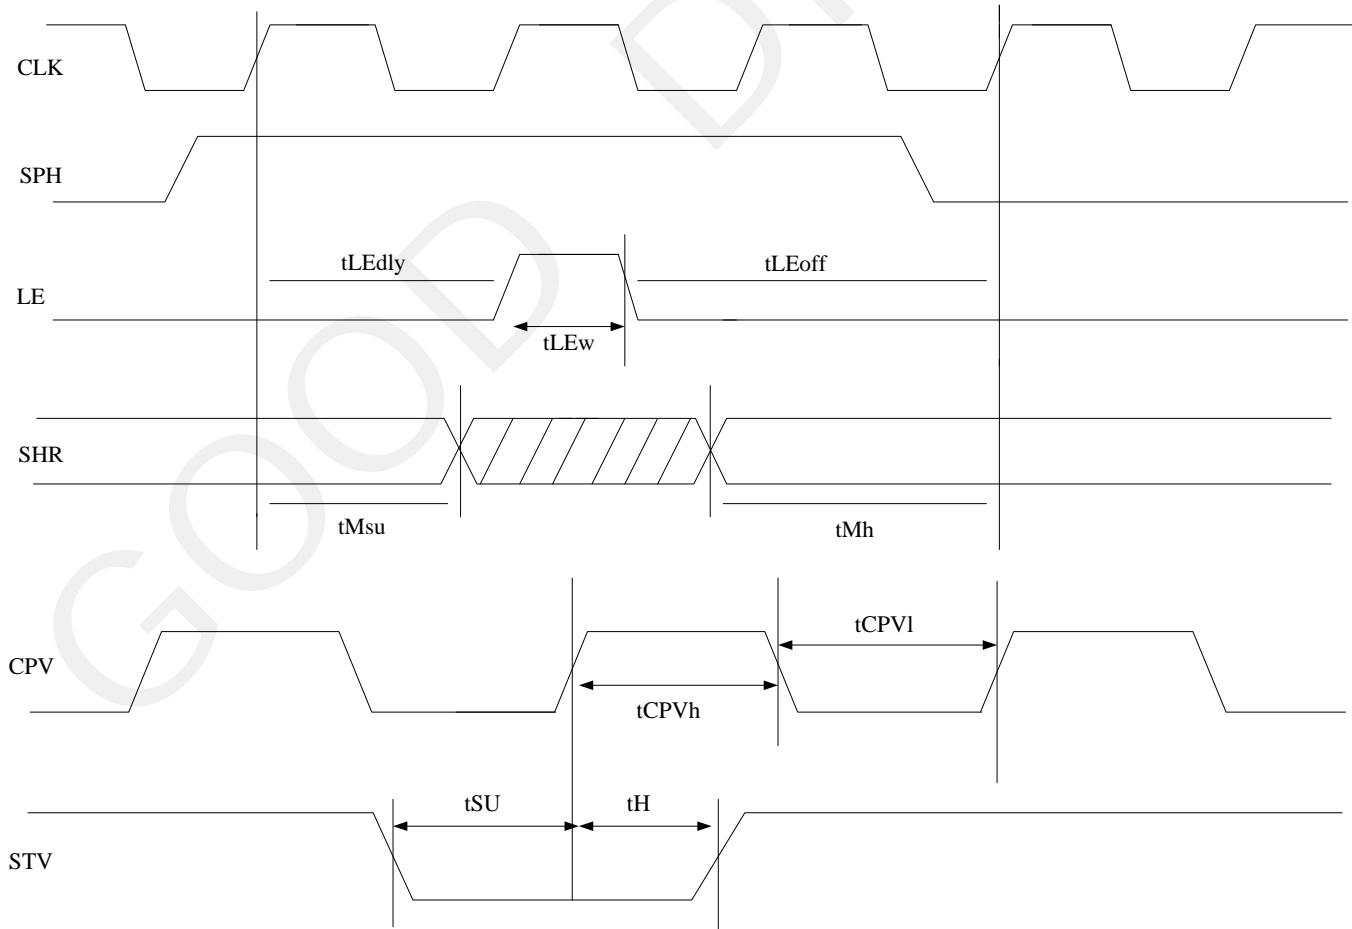 CLK
SPH
tLEdly
tLEoff
LE
tLEw
SHR
tMsu
tMh
tCPVl
CPV
tCPVh
tSU
tH
STV
GOOD D